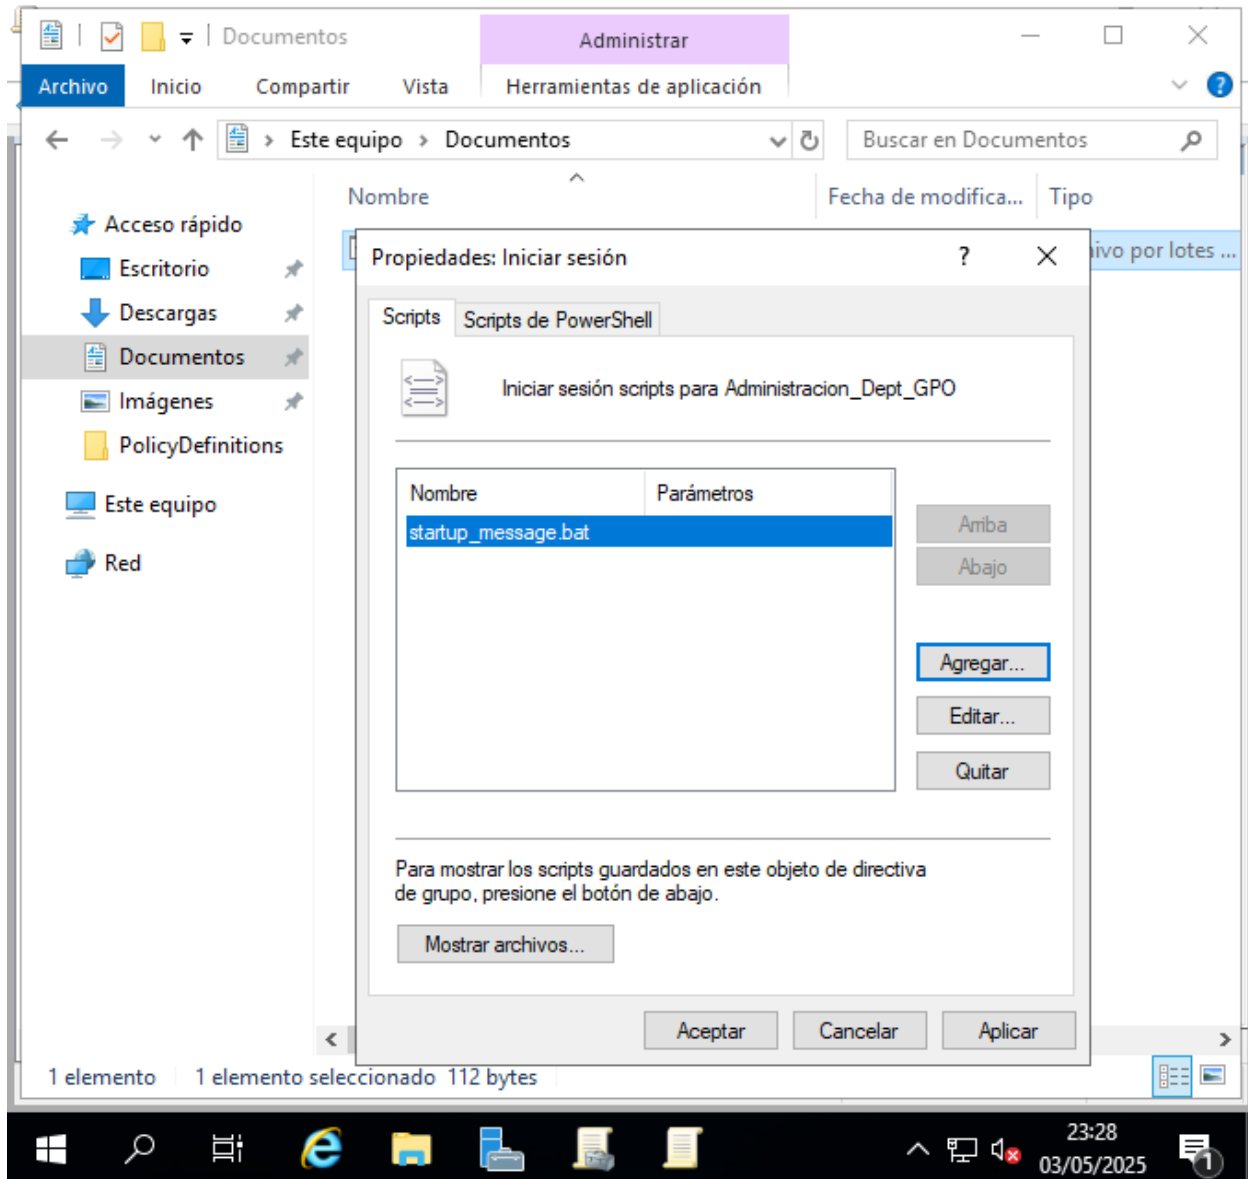 Documentos
Administrar
Archivo
Inicio
Compartir
Vista
Herramientas de aplicación
Este equipo > Documentos
Buscar en Documentos
Nombre
Fecha de modifica...
Tipo
Acceso rápido
Escritorio
Descargas
Documentos
Imágenes
PolicyDefinitions
Este equipo
Red
por lotes ...
Propiedades: Iniciar sesión
?
Scripts
Scripts de PowerShell
Iniciar sesión scripts para Administracion_Dept_GPO
Nombre
Parámetros
startup_message.bat
Arriba
Abajo
Agregar...
Editar...
Quitar
Para mostrar los scripts guardados en este objeto de directiva
de grupo, presione el botón de abajo.
Mostrar archivos...
Aceptar
Cancelar
Aplicar
1 elemento
1 elemento seleccionado 112 bytes
23:28
03/05/2025
1